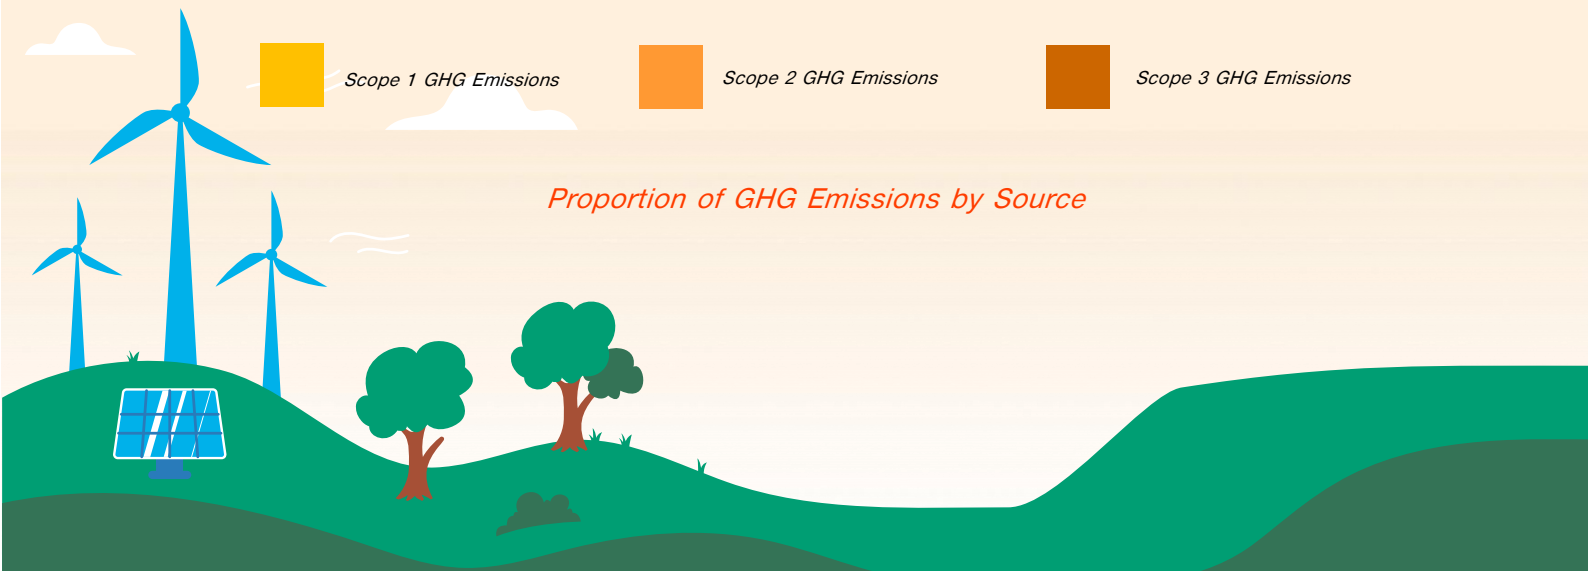 Scope 1 GHG Emissions
Scope 2 GHG Emissions
Scope 3 GHG Emissions
Proportion of GHG Emissions by Source